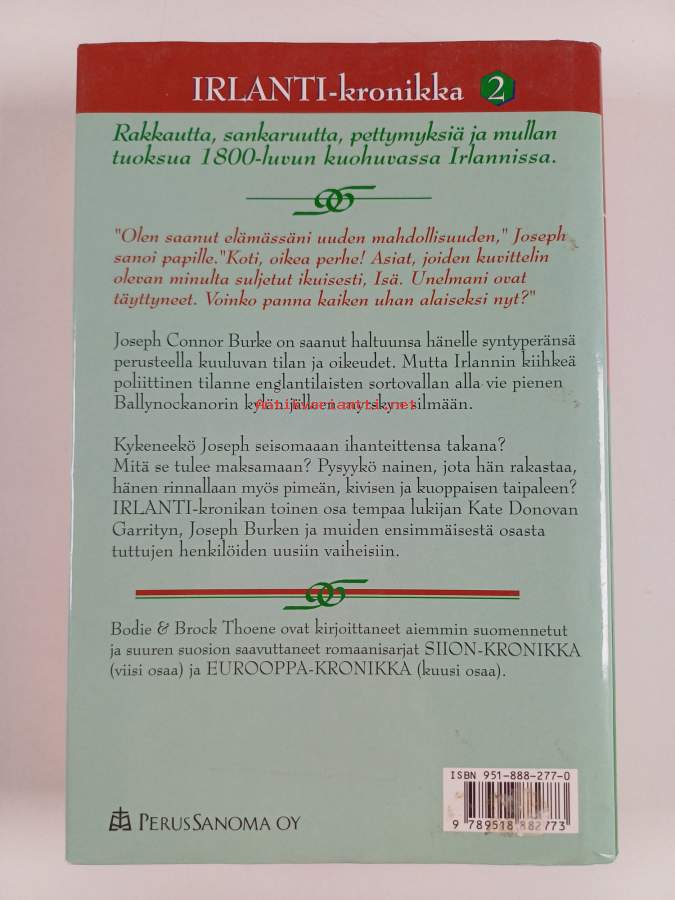 IRLANTI-kronikka 2
Rakkautta, sankaruutta, pettymyksiä ja mullan
tuoksua 1800-luvun kuohuvassa Irlannissa.
"Olen saanut elämässäni uuden mahdollisuuden," Joseph
sanoi papille."Koti, oikea perhe! Asiat, joiden kuvittelin
olevan minulta suljetut ikuisesti, Isä. Unelmani ovat
täyttyneet. Voinko panna kaiken uhan alaiseksi nyt?"
Joseph Connor Burke on saanut haltuunsa hänelle syntyperänsä
perusteella kuuluvan tilan ja oikeudet. Mutta Irlannin kiihkeä
poliittinen tilanne englantilaisten sortovallan alla vie pienen
Ballynockanorin kylän jälleen myrskyn silmään.
Antikvariantti.net
Kykeneekö Joseph seisomaaan ihanteittensa takana?
Mitä se tulee maksamaan? Pysyykö nainen, jota hän rakastaa,
hänen rinnallaan myös pimeän, kivisen ja kuoppaisen taipaleen?
IRLANTI-kronikan toinen osa tempaa lukijan Kate Donovan
Garrityn, Joseph Burken ja muiden ensimmäisestä osasta
tuttujen henkilöiden uusiin vaiheisiin.
Bodie & Brock Thoene ovat kirjoittaneet aiemmin suomennetut
ja suuren suosion saavuttaneet romaanisarjat SIION-KRONIKKA
(viisi osaa) ja EUROOPPA-KRONIKKA (kuusi osaa).
ISBN 951-888-277-0
9 789518 882773
PERUSSANOMA OY